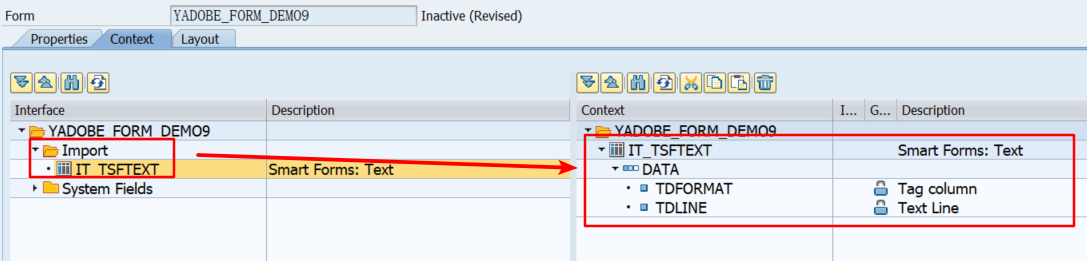 Form YADOBE_FORM_DEMO9 Inactive (Revised)
Properties Context Layout
Interface Description
YADOBE_FORM_DEMO9
Import
IT_TSFTEXT Smart Forms: Text
System Fields
Context I... G... Description
YADOBE_FORM_DEMO9
IT_TSFTEXT Smart Forms: Text
DATA
TDFORMAT Tag column
TDLINE Text Line